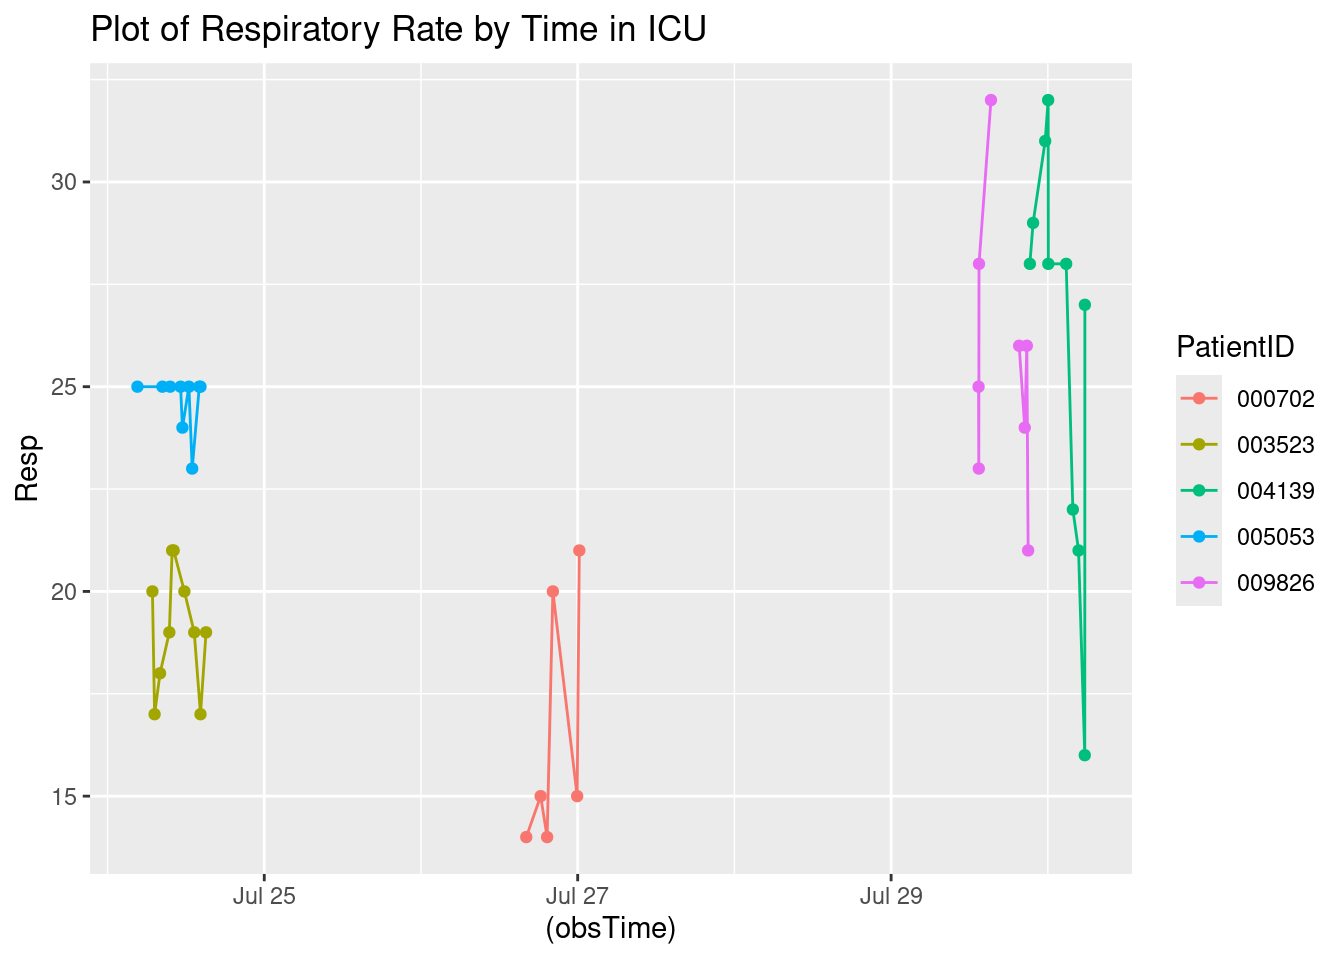 Plot of Respiratory Rate by Time in ICU
30
25
20
15
Resp
Jul 25
Jul 27
Jul 29
(obsTime)
PatientID
000702
003523
004139
005053
009826